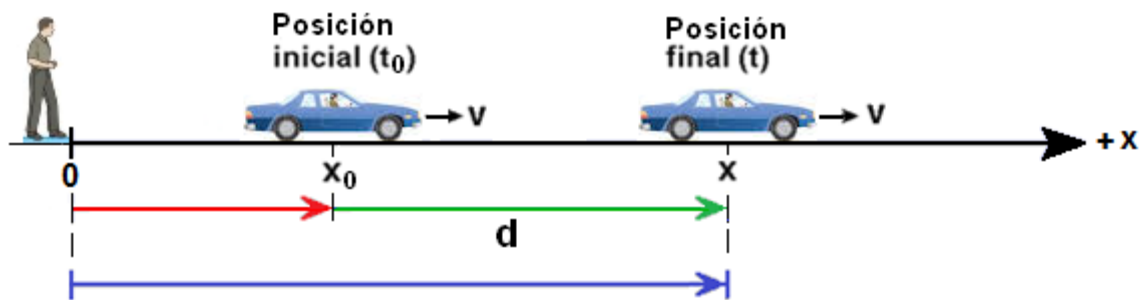 Posición
inicial (t₀)
Posición
final (t)
v
v
+ x
0
x₀
x
d